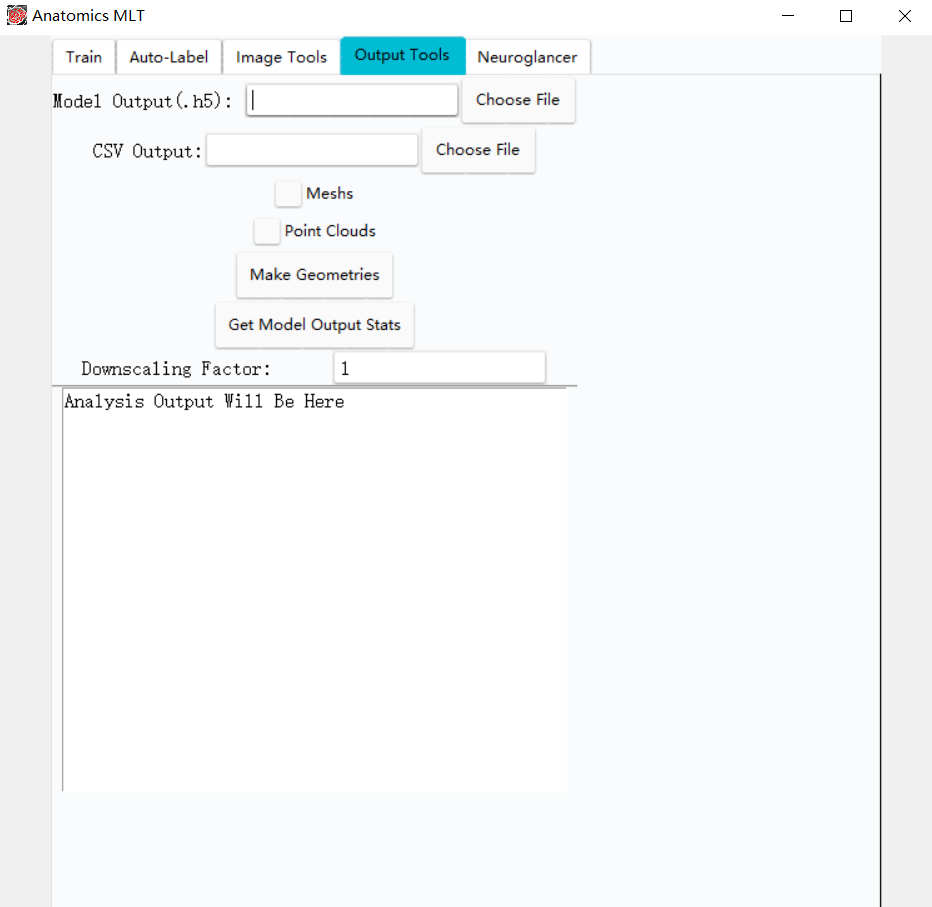 Anatomics MLT
Train Auto-Label Image Tools Output Tools Neuroglancer
Model Output(.h5): Choose File
CSV Output: Choose File
Meshs
Point Clouds
Make Geometries
Get Model Output Stats
Downscaling Factor: 1
Analysis Output Will Be Here